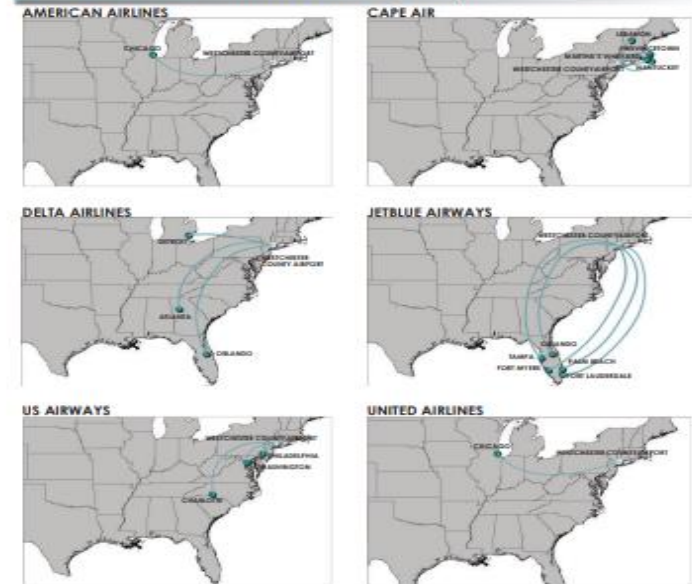 AMERICAN AIRLINES
CHICAGO
WESTCHESTER COUNTY AIRPORT
CAPE AIR
LEBANON
PROVINCETOWN
MARTHA'S VINEYARD
WESTCHESTER COUNTY AIRPORT
NANTUCKET
DELTA AIRLINES
DETROIT
WESTCHESTER
COUNTY AIRPORT
ATLANTA
ORLANDO
JETBLUE AIRWAYS
WESTCHESTER COUNTY AIRPORT
ORLANDO
TAMPA
PALM BEACH
FORT MYERS
FORT LAUDERDALE
US AIRWAYS
WESTCHESTER COUNTY AIRPORT
PHILADELPHIA
WASHINGTON
CHARLOTTE
UNITED AIRLINES
CHICAGO
WESTCHESTER COUNTY AIRPORT